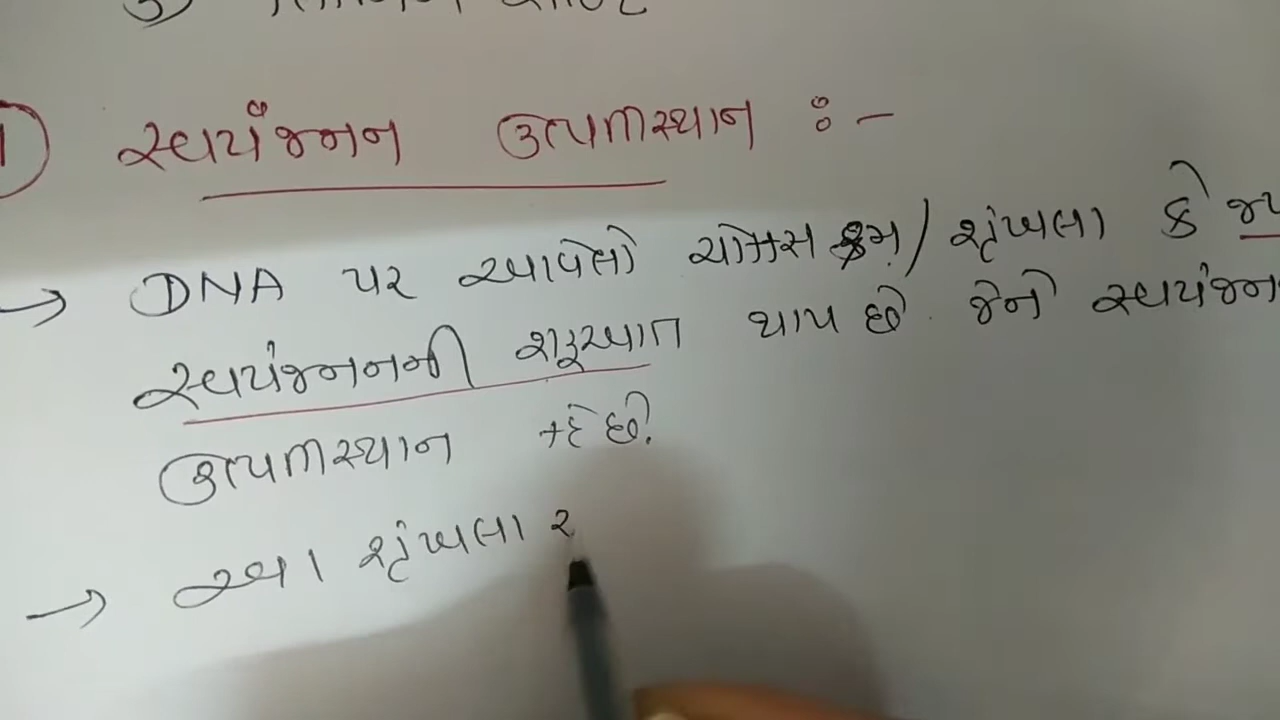 1) સ્વયંજનન ઉત્પત્તિસ્થાન :-
→ DNA પર આવેલો ચોક્કસ ક્રમ/ શૃંખલા કે જ્યાં
સ્વયંજનનની શરૂઆત થાય છે. જેને સ્વયંજન
ઉત્પત્તિસ્થાન કહે છે.
→ આ શૃંખલા